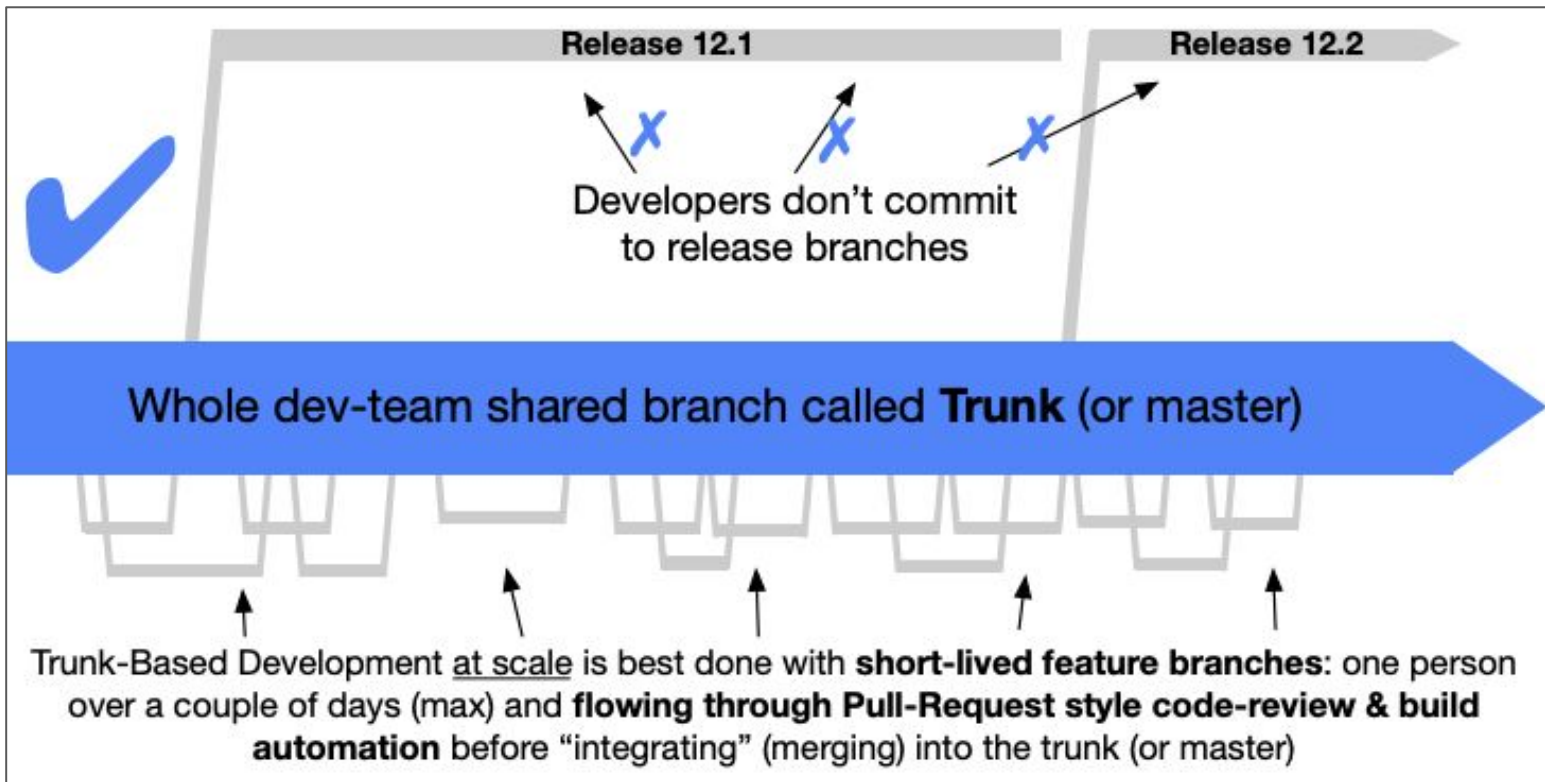 Release 12.1
Release 12.2
Developers don’t commit
to release branches
Whole dev-team shared branch called Trunk (or master)
Trunk-Based Development at scale is best done with short-lived feature branches: one person
over a couple of days (max) and flowing through Pull-Request style code-review & build
automation before “integrating” (merging) into the trunk (or master)